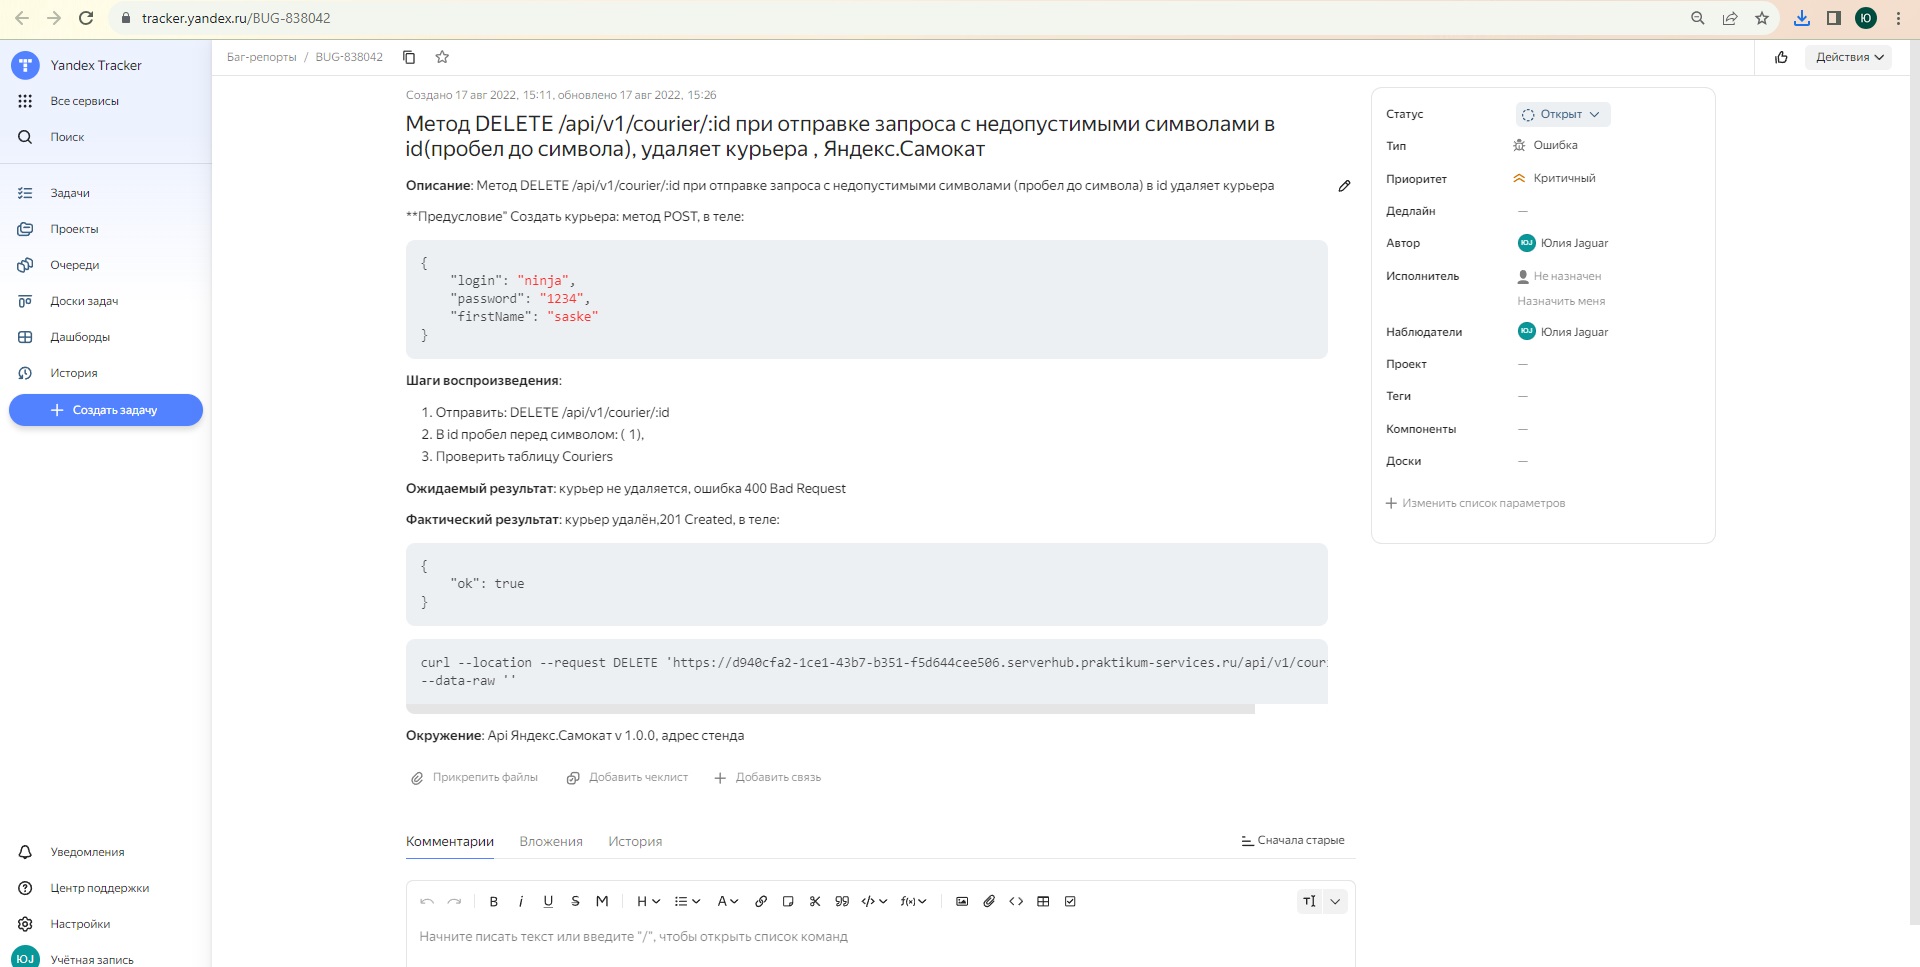 tracker.yandex.ru/BUG-838042
Ю
Yandex Tracker
Все сервисы
Поиск
Задачи
Проекты
Очереди
Доски задач
Дашборды
История
Создать задачу
Уведомления
Центр поддержки
Настройки
ЮJ
Учётная запись
Баг-репорты / BUG-838042
Действия
Создано 17 авг 2022, 15:11, обновлено 17 авг 2022, 15:26
Метод DELETE /api/v1/courier/:id при отправке запроса с недопустимыми символами в
id(пробел до символа), удаляет курьера , Яндекс.Самокат
Описание: Метод DELETE /api/v1/courier/:id при отправке запроса с недопустимыми символами (пробел до символа) в id удаляет курьера
**Предусловие" Создать курьера: метод POST, в теле:
{
"login": "ninja",
"password": "1234",
"firstName": "saske"
}
Шаги воспроизведения:
1. Отправить: DELETE /api/v1/courier/:id
2. В id пробел перед символом: ( 1),
3. Проверить таблицу Couriers
Ожидаемый результат: курьер не удаляется, ошибка 400 Bad Request
Фактический результат: курьер удалён,201 Created, в теле:
{
"ok": true
}
curl --location --request DELETE 'https://d940cfa2-1ce1-43b7-b351-f5d644cee506.serverhub.praktikum-services.ru/api/v1/couri
--data-raw ''
Окружение: Api Яндекс.Самокат v 1.0.0, адрес стенда
Прикрепить файлы
Добавить чеклист
Добавить связь
Комментарии
Вложения
История
Сначала старые
B i U S M H A f(x)
Начните писать текст или введите "/", чтобы открыть список команд
Статус
Открыт
Тип
Ошибка
Приоритет
Критичный
Дедлайн
—
Автор
ЮJ Юлия Jaguar
Исполнитель
Не назначен
Назначить меня
Наблюдатели
ЮJ Юлия Jaguar
Проект
—
Теги
—
Компоненты
—
Доски
—
Изменить список параметров